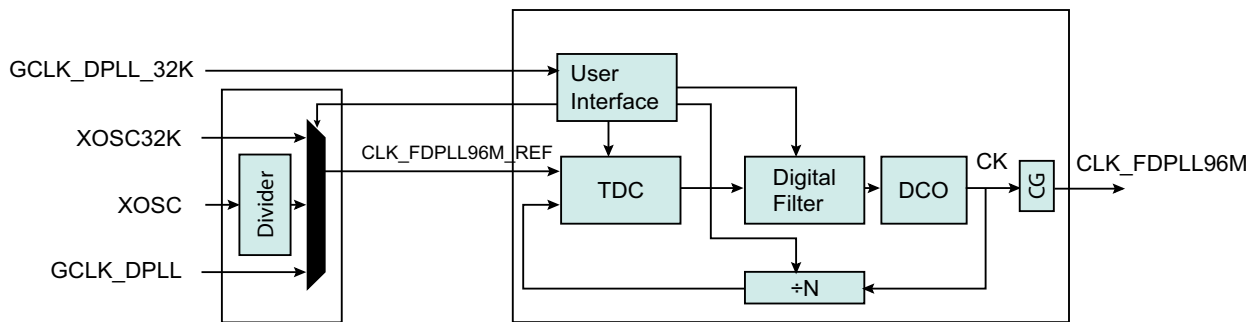 GCLK_DPLL_32K
User
Interface
XOSC32K
CLK_FDPLL96M_REF
TDC
Digital
Filter
DCO
CK
CG
CLK_FDPLL96M
XOSC
Divider
GCLK_DPLL
÷N